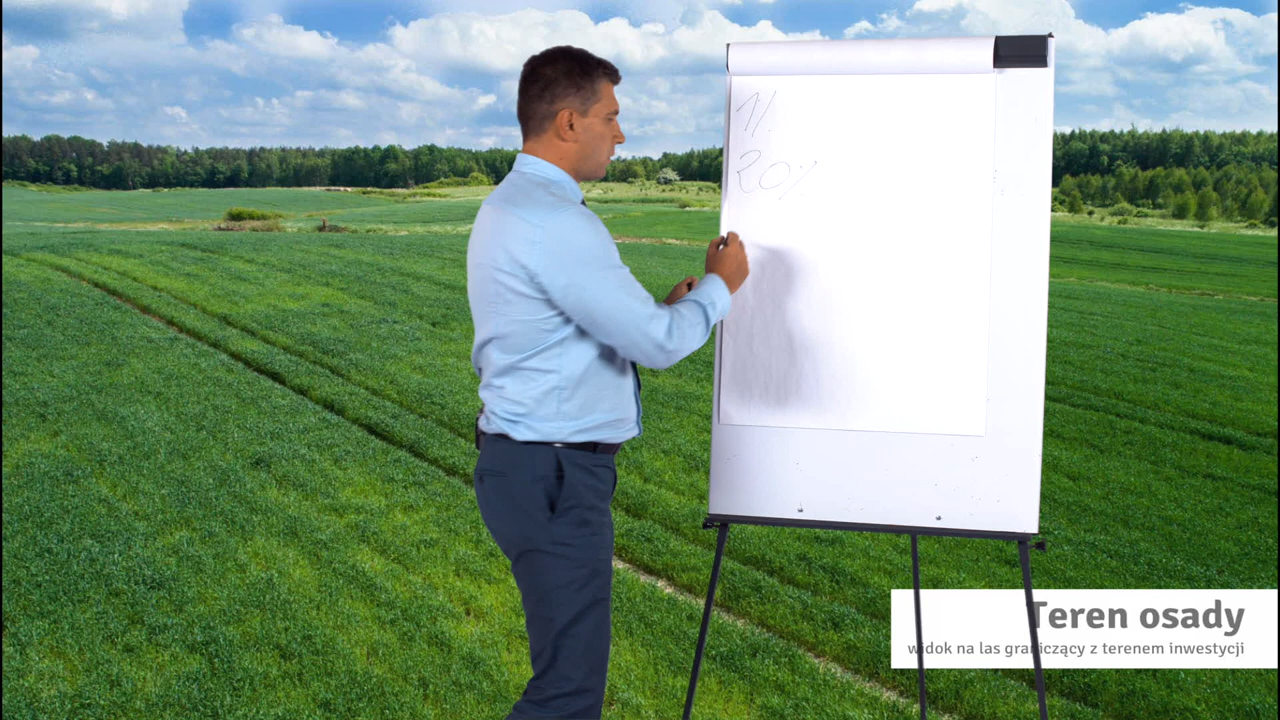 1/.
20%
Teren osady
widok na las graniczący z terenem inwestycji